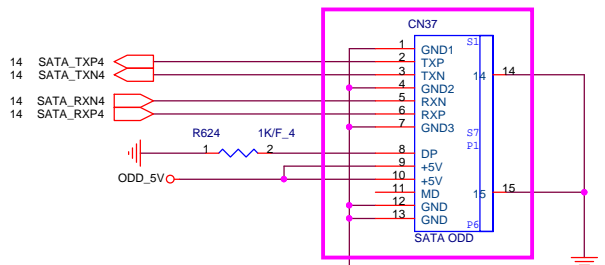 CN37
1 GND1 S1
14 SATA_TXP4 2 TXP
14 SATA_TXN4 3 TXN 14 14
4 GND2
14 SATA_RXN4 5 RXN
14 SATA_RXP4 6 RXP
7 GND3 S7
R624 1K/F_4 P1
1 2 8 DP
9 +5V
ODD_5V 10 +5V
11 MD 15 15
12 GND
13 GND P6
SATA ODD